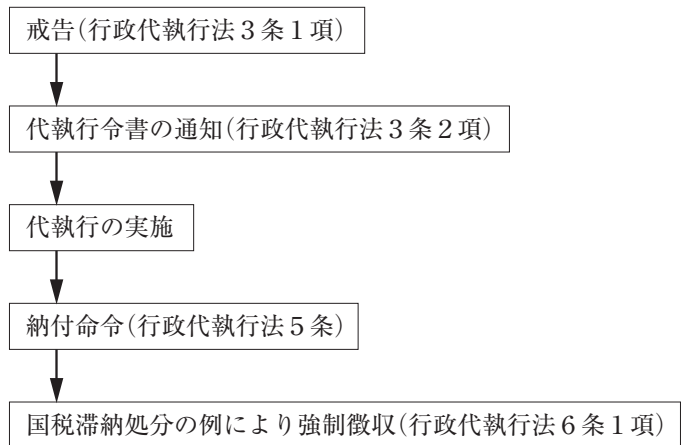 戒告(行政代執行法３条１項)
代執行令書の通知(行政代執行法３条２項)
代執行の実施
納付命令(行政代執行法５条)
国税滞納処分の例により強制徴収(行政代執行法６条１項)